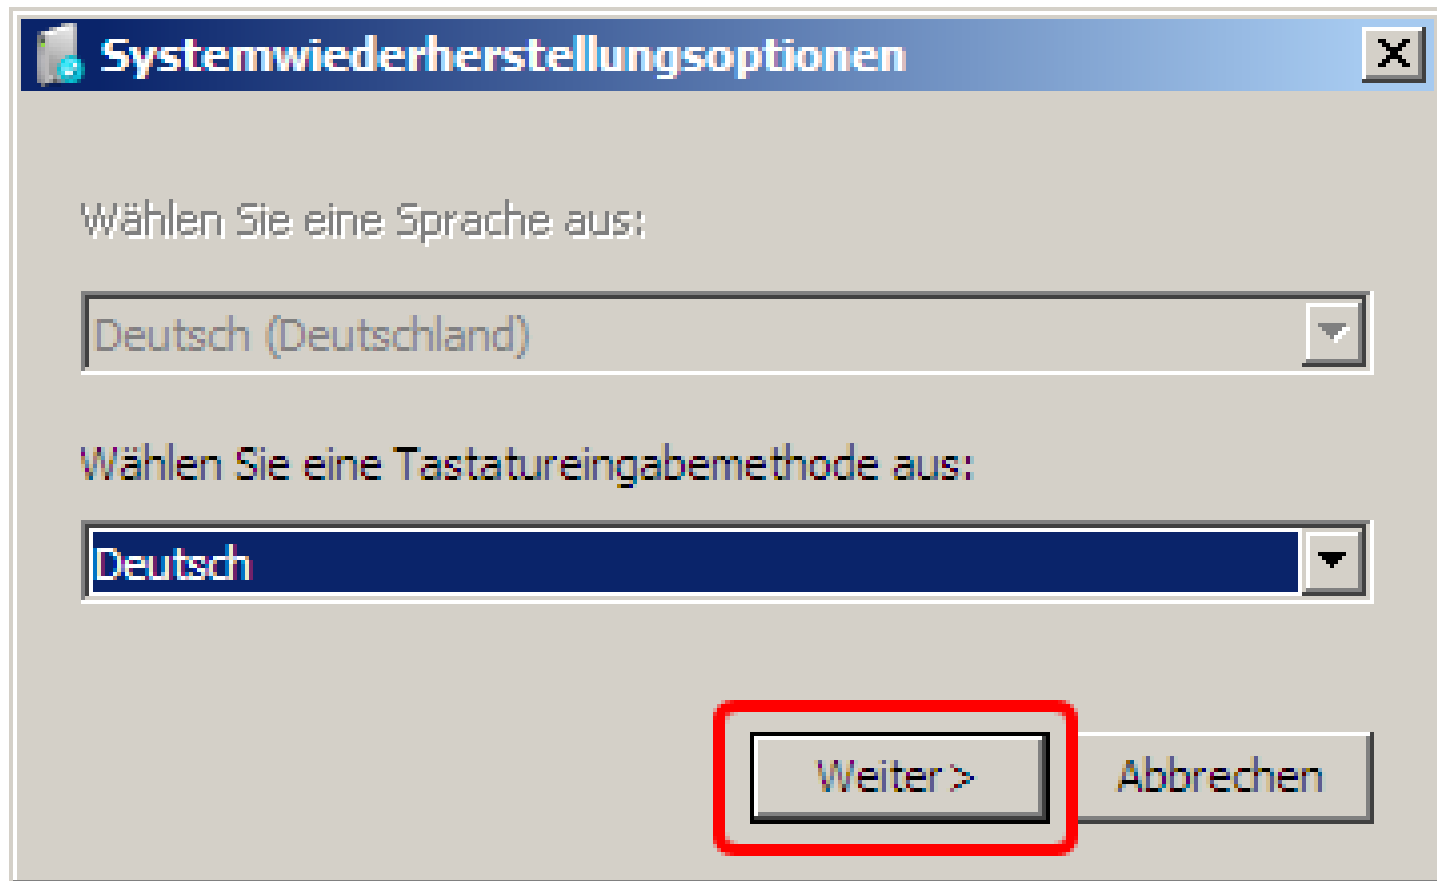 Systemwiederherstellungsoptionen
Wählen Sie eine Sprache aus:
Deutsch (Deutschland)
Wählen Sie eine Tastatureingabemethode aus:
Deutsch
Weiter > Abbrechen